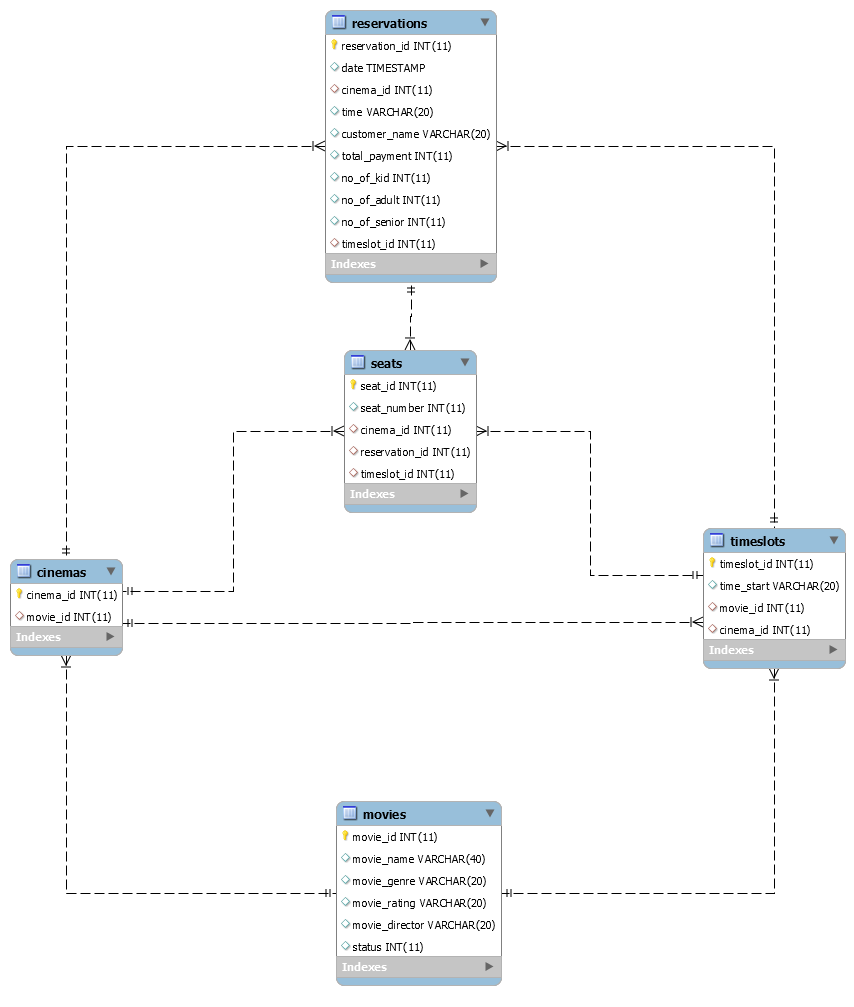 reservations
reservation_id INT(11)
date TIMESTAMP
cinema_id INT(11)
time VARCHAR(20)
customer_name VARCHAR(20)
total_payment INT(11)
no_of_kid INT(11)
no_of_adult INT(11)
no_of_senior INT(11)
timeslot_id INT(11)
Indexes
seats
seat_id INT(11)
seat_number INT(11)
cinema_id INT(11)
reservation_id INT(11)
timeslot_id INT(11)
Indexes
cinemas
cinema_id INT(11)
movie_id INT(11)
Indexes
timeslots
timeslot_id INT(11)
time_start VARCHAR(20)
movie_id INT(11)
cinema_id INT(11)
Indexes
movies
movie_id INT(11)
movie_name VARCHAR(40)
movie_genre VARCHAR(20)
movie_rating VARCHAR(20)
movie_director VARCHAR(20)
status INT(11)
Indexes